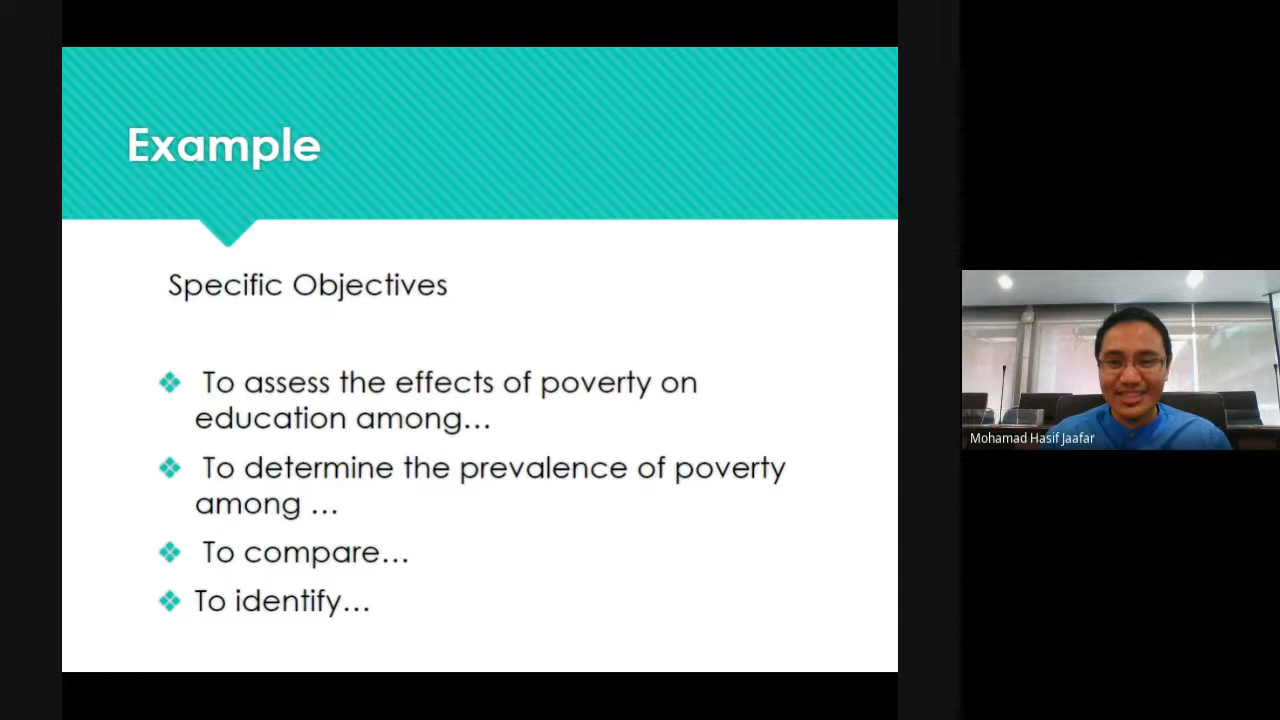 Example
Specific Objectives
To assess the effects of poverty on
education among…
To determine the prevalence of poverty
among …
To compare…
To identify…
Mohamad Hasif Jaafar